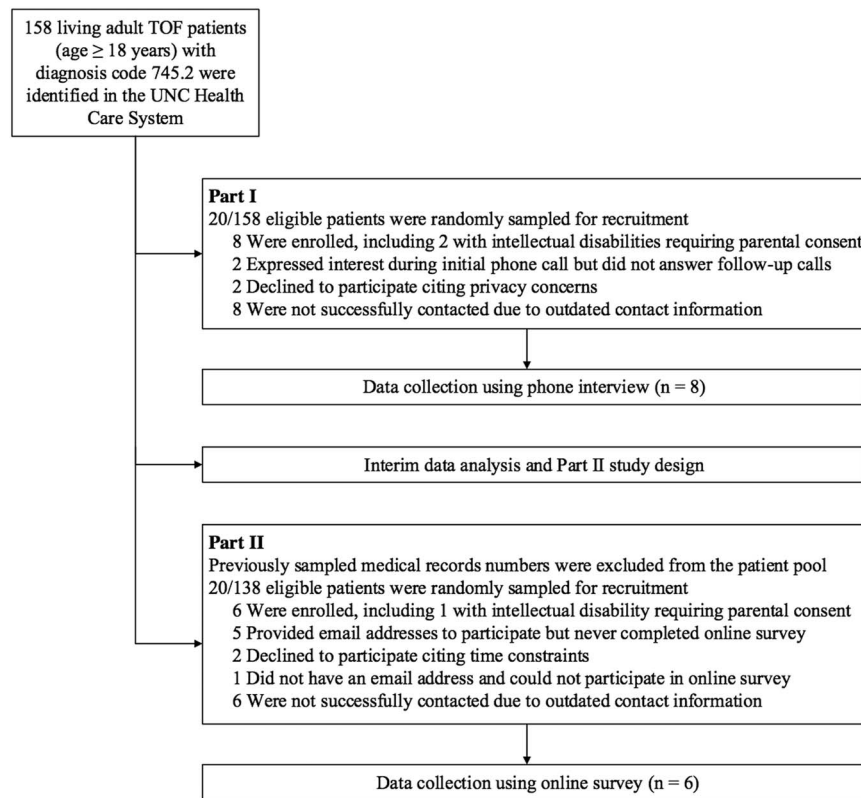 158 living adult TOF patients
(age ≥ 18 years) with
diagnosis code 745.2 were
identified in the UNC Health
Care System
Part I
20/158 eligible patients were randomly sampled for recruitment
8 Were enrolled, including 2 with intellectual disabilities requiring parental consent
2 Expressed interest during initial phone call but did not answer follow-up calls
2 Declined to participate citing privacy concerns
8 Were not successfully contacted due to outdated contact information
Data collection using phone interview (n = 8)
Interim data analysis and Part II study design
Part II
Previously sampled medical records numbers were excluded from the patient pool
20/138 eligible patients were randomly sampled for recruitment
6 Were enrolled, including 1 with intellectual disability requiring parental consent
5 Provided email addresses to participate but never completed online survey
2 Declined to participate citing time constraints
1 Did not have an email address and could not participate in online survey
6 Were not successfully contacted due to outdated contact information
Data collection using online survey (n = 6)